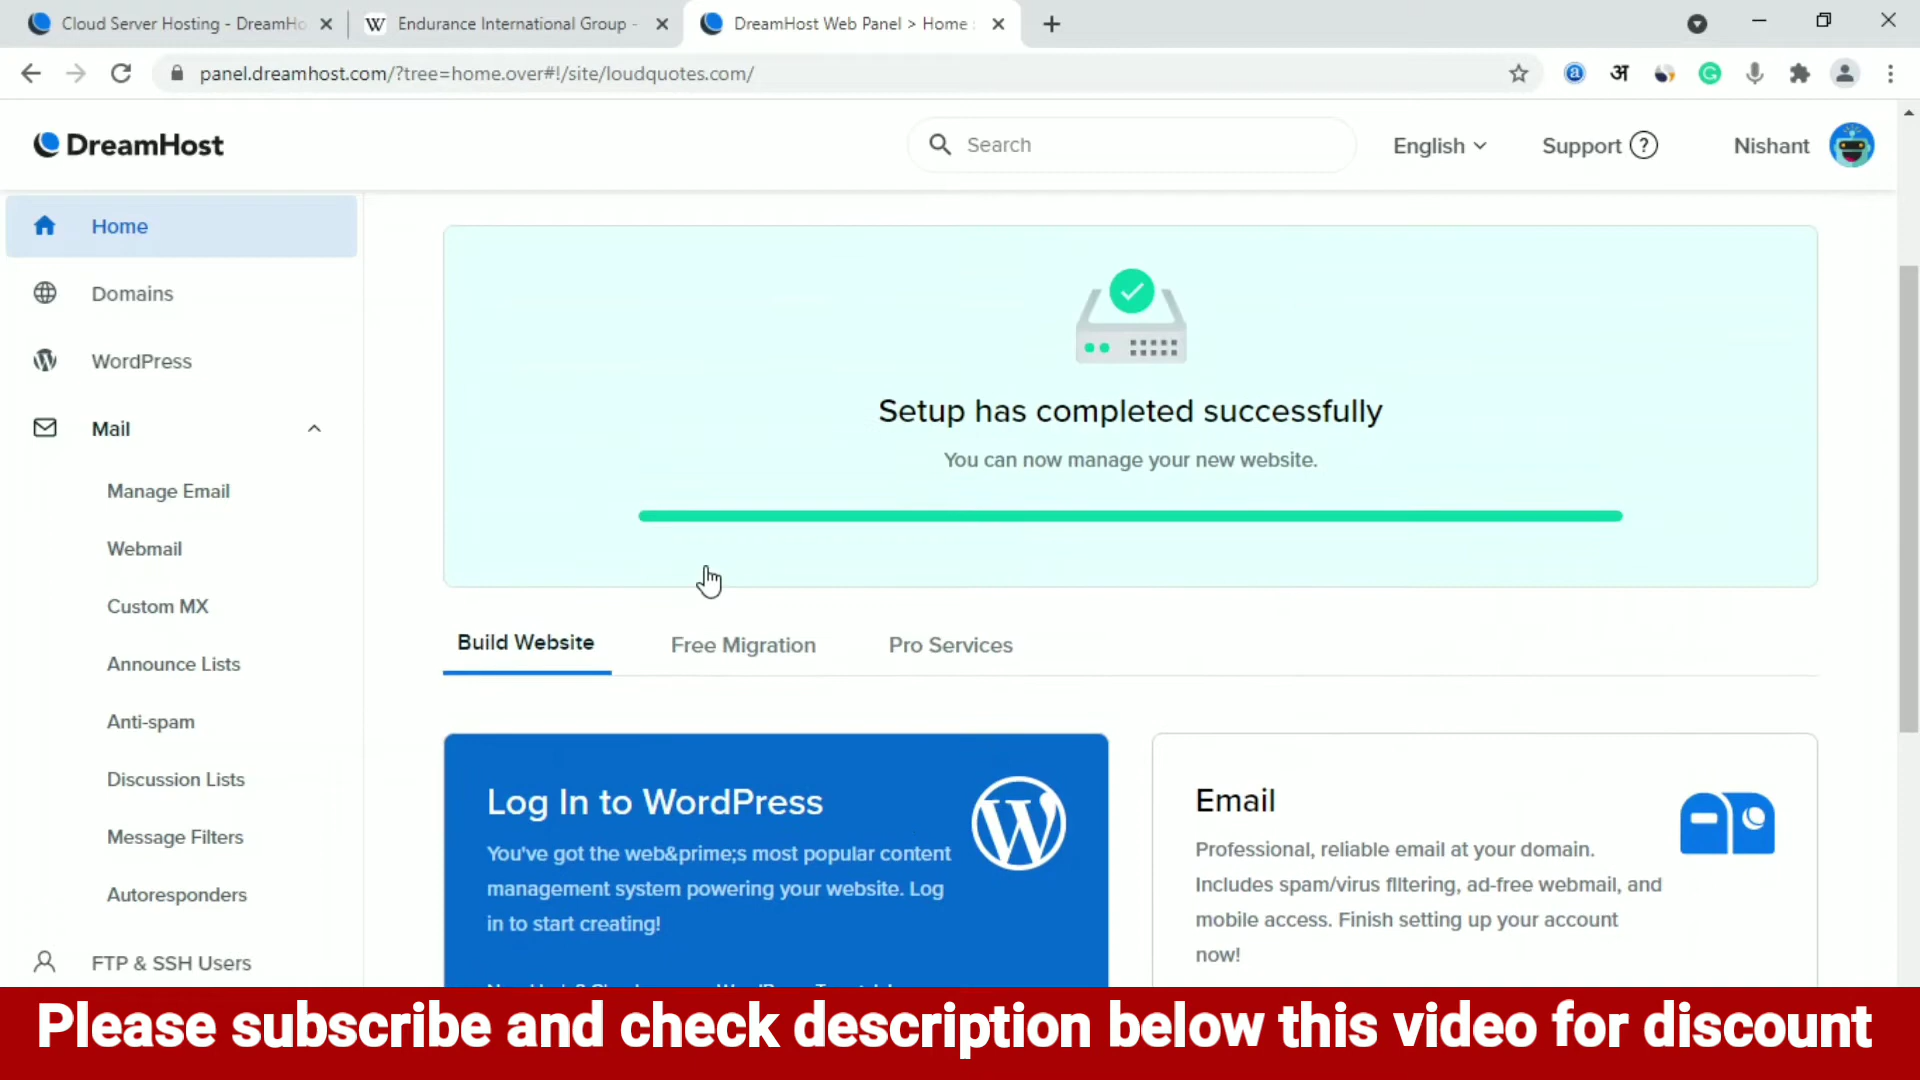 Cloud Server Hosting - DreamHo
Endurance International Group -
DreamHost Web Panel > Home
panel.dreamhost.com/?tree=home.over#!/site/loudquotes.com/
DreamHost
Search
English
Support ?
Nishant
Home
Domains
WordPress
Mail
Manage Email
Webmail
Custom MX
Announce Lists
Anti-spam
Discussion Lists
Message Filters
Autoresponders
FTP & SSH Users
Setup has completed successfully
You can now manage your new website.
Build Website
Free Migration
Pro Services
Log In to WordPress
You've got the web&prime;s most popular content
management system powering your website. Log
in to start creating!
Email
Professional, reliable email at your domain.
Includes spam/virus filtering, ad-free webmail, and
mobile access. Finish setting up your account
now!
Please subscribe and check description below this video for discount